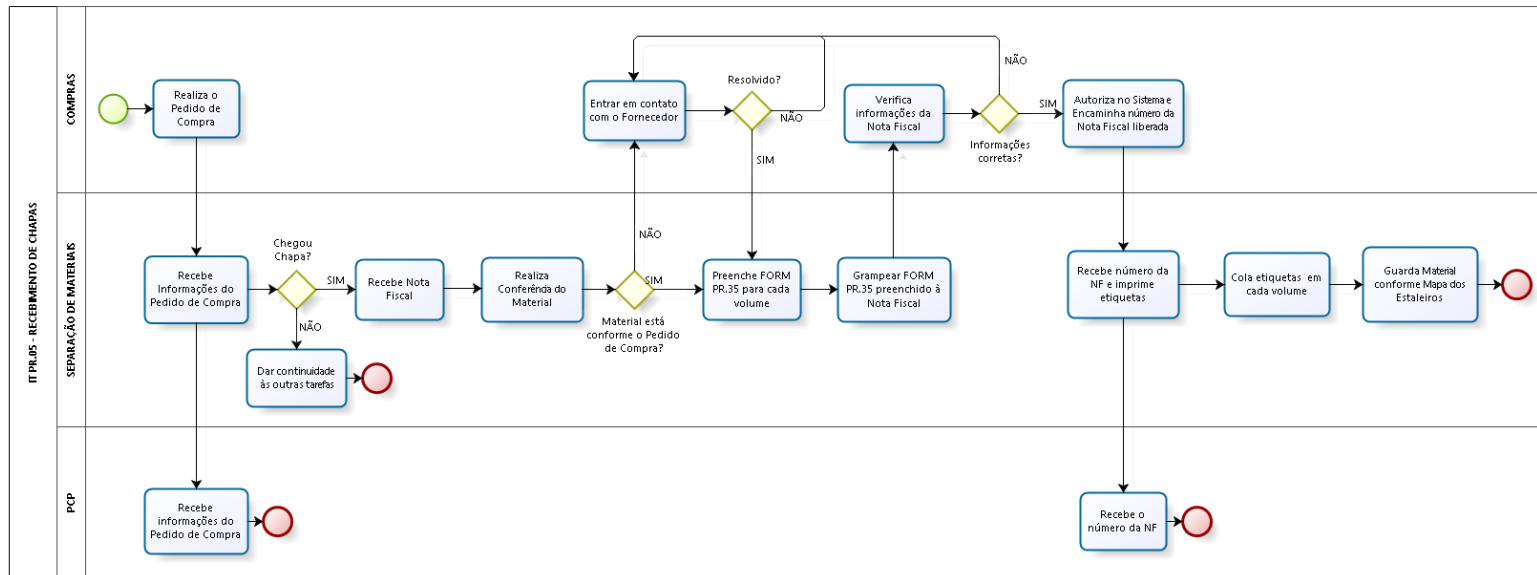 IT PR.05 - RECEBIMENTO DE CHAPAS
COMPRAS
Realiza o
Pedido de
Compra
Entrar em contato
com o Fornecedor
Resolvido?
NÃO
SIM
Verifica
informações da
Nota Fiscal
NÃO
SIM
Informações
corretas?
Autoriza no Sistema e
Encaminha número da
Nota Fiscal liberada
SEPARAÇÃO DE MATERIAIS
Recebe
Informações do
Pedido de Compra
Chegou
Chapa?
SIM
NÃO
Dar continuidade
às outras tarefas
Recebe Nota
Fiscal
Realiza
Conferência do
Material
NÃO
SIM
Material está
conforme o Pedido
de Compra?
Preenche FORM
PR.35 para cada
volume
Grampear FORM
PR.35 preenchido à
Nota Fiscal
Recebe número da
NF e imprime
etiquetas
Cola etiquetas em
cada volume
Guarda Material
conforme Mapa dos
Estaleiros
PCP
Recebe
informações do
Pedido de Compra
Recebe o
número da NF